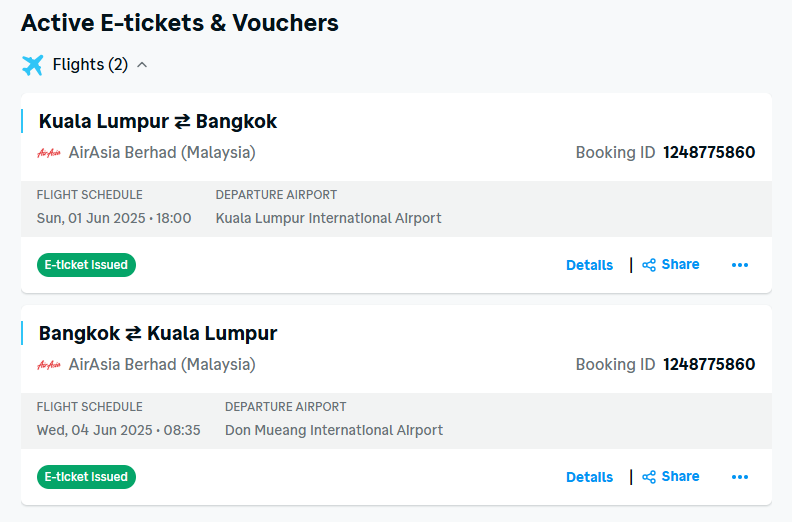 Active E-tickets & Vouchers
Flights (2)
Kuala Lumpur ⇄ Bangkok
AirAsia AirAsia Berhad (Malaysia) Booking ID 1248775860
FLIGHT SCHEDULE DEPARTURE AIRPORT
Sun, 01 Jun 2025 • 18:00 Kuala Lumpur International Airport
E-ticket issued Details | Share •••
Bangkok ⇄ Kuala Lumpur
AirAsia AirAsia Berhad (Malaysia) Booking ID 1248775860
FLIGHT SCHEDULE DEPARTURE AIRPORT
Wed, 04 Jun 2025 • 08:35 Don Mueang International Airport
E-ticket issued Details | Share •••